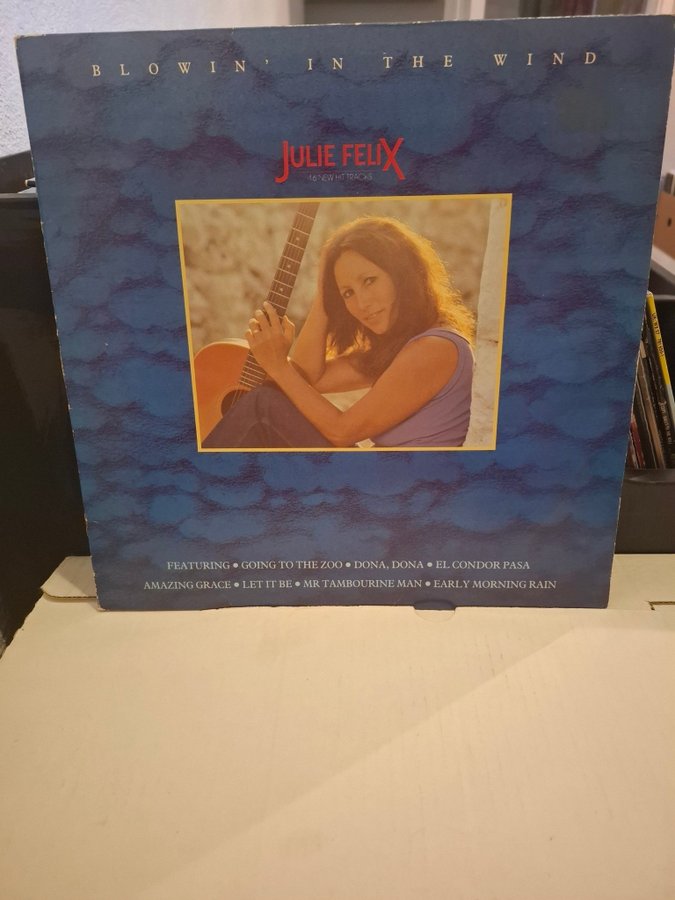 BLOWIN' IN THE WIND
JULIE FELIX
16 NEW HIT TRACKS
FEATURING • GOING TO THE ZOO • DONA, DONA • EL CONDOR PASA
AMAZING GRACE • LET IT BE • MR TAMBOURINE MAN • EARLY MORNING RAIN